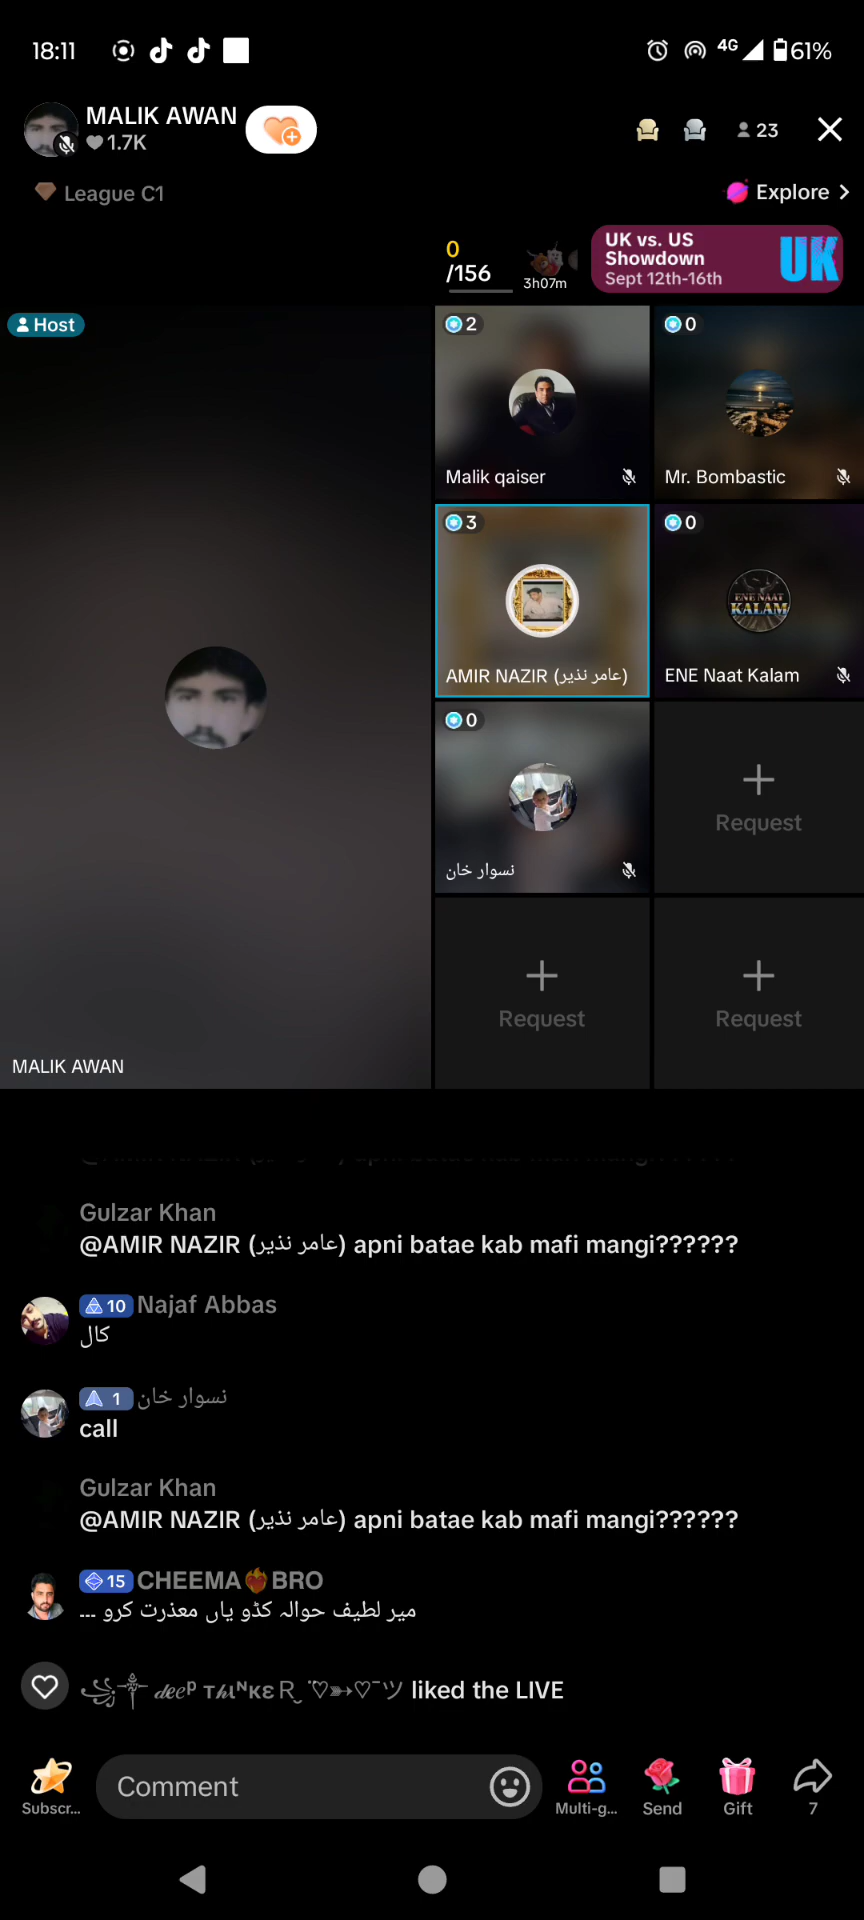 18:11
4G
61%
MALIK AWAN
1.7K
23
League C1
Explore
0
/156
3h07m
UK vs. US
Showdown
Sept 12th-16th
UK
Host
2
0
Malik qaiser
Mr. Bombastic
3
0
ENE NAAT
KALAM
AMIR NAZIR (عامر نذیر)
ENE Naat Kalam
0
Request
نسوار خان
Request
Request
MALIK AWAN
Gulzar Khan
@AMIR NAZIR (عامر نذیر) apni batae kab mafi mangi??????
10 Najaf Abbas
کال
1 نسوار خان
call
Gulzar Khan
@AMIR NAZIR (عامر نذیر) apni batae kab mafi mangi??????
15 CHEEMA❤️‍🔥BRO
میر لطیف حوالہ کڈو یاں معذرت کرو ...
𝒹𝑒𝑒ᵖ ᴛℎɩᴺᴋᴇR liked the LIVE
Subscr...
Comment
Multi-g...
Send
Gift
7